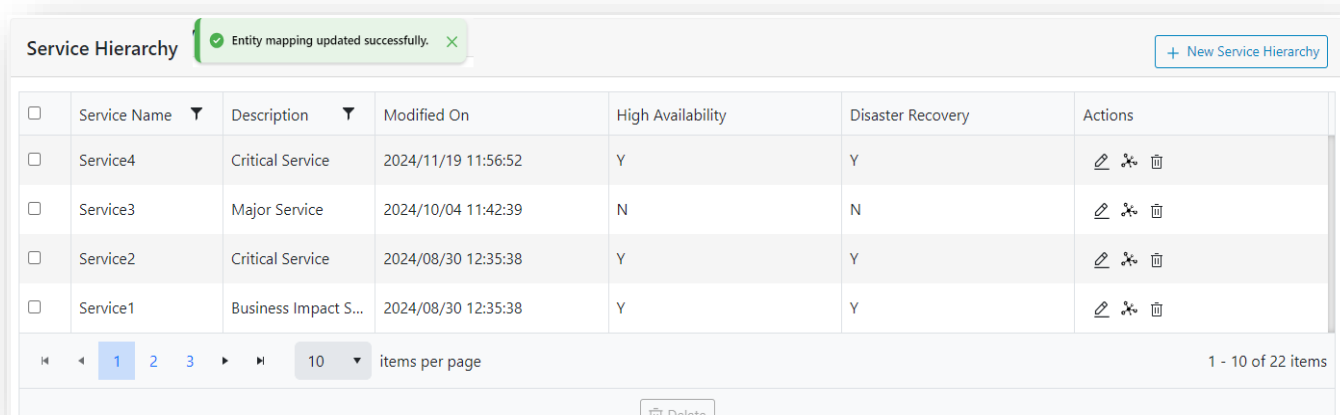 Service Hierarchy
Entity mapping updated successfully.
+ New Service Hierarchy
Service Name Description Modified On High Availability Disaster Recovery Actions
Service4 Critical Service 2024/11/19 11:56:52 Y Y
Service3 Major Service 2024/10/04 11:42:39 N N
Service2 Critical Service 2024/08/30 12:35:38 Y Y
Service1 Business Impact S... 2024/08/30 12:35:38 Y Y
1 2 3 10 items per page 1 - 10 of 22 items
Delete